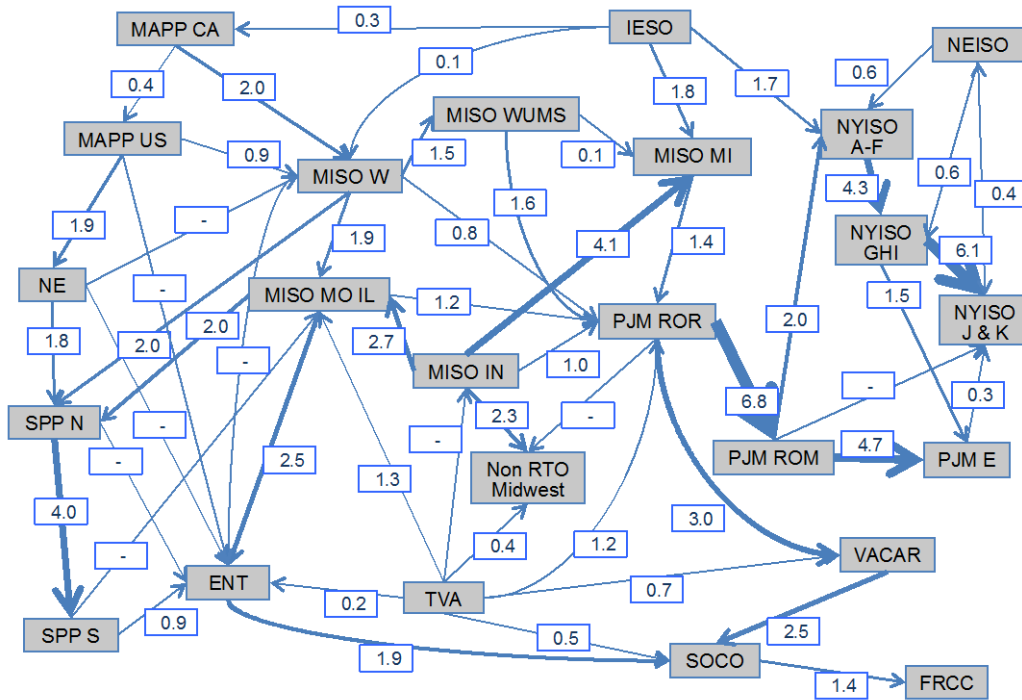 MAPP CA
0.3
IESO
NEISO
0.4
2.0
0.1
1.8
1.7
0.6
MAPP US
MISO WUMS
NYISO
A-F
0.9
MISO W
1.5
0.1
MISO MI
4.3
0.6
0.4
1.9
-
1.6
NYISO
GHI
6.1
1.9
0.8
4.1
1.4
NE
-
MISO MO IL
1.2
PJM ROR
1.5
NYISO
J & K
1.8
2.0
2.0
-
2.7
MISO IN
1.0
2.0
-
SPP N
-
2.3
-
6.8
0.3
-
2.5
-
Non RTO
Midwest
PJM ROM
4.7
PJM E
1.3
4.0
3.0
-
0.4
1.2
VACAR
ENT
0.2
TVA
0.7
SPP S
0.9
0.5
2.5
1.9
SOCO
1.4
FRCC